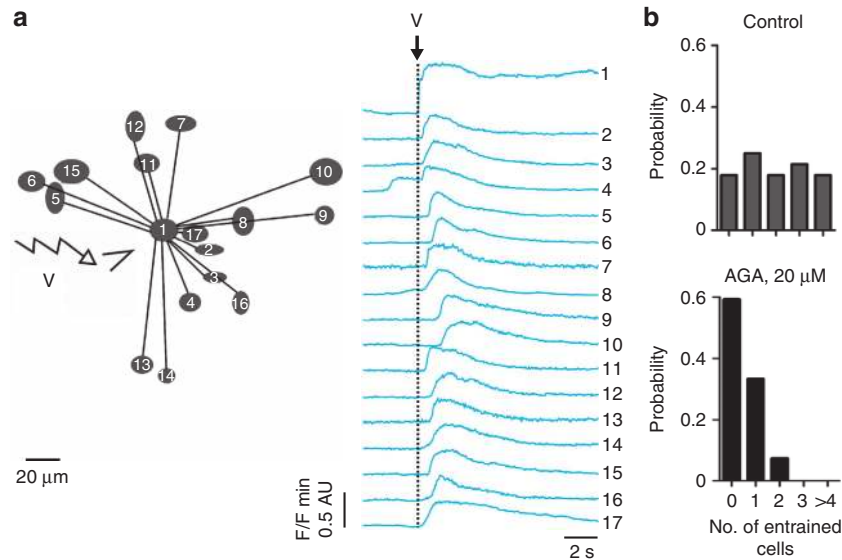 a
V
12
7
11
15
6
5
10
1
17
8
9
2
3
4
16
13
14
V
20 μm
1
2
3
4
5
6
7
8
9
10
11
12
13
14
15
16
17
F/F min
0.5 AU
2 s
b
Control
0.6
0.4
0.2
0
Probability
AGA, 20 μM
0.6
0.4
0.2
0
Probability
0 1 2 3 >4
No. of entrained
cells